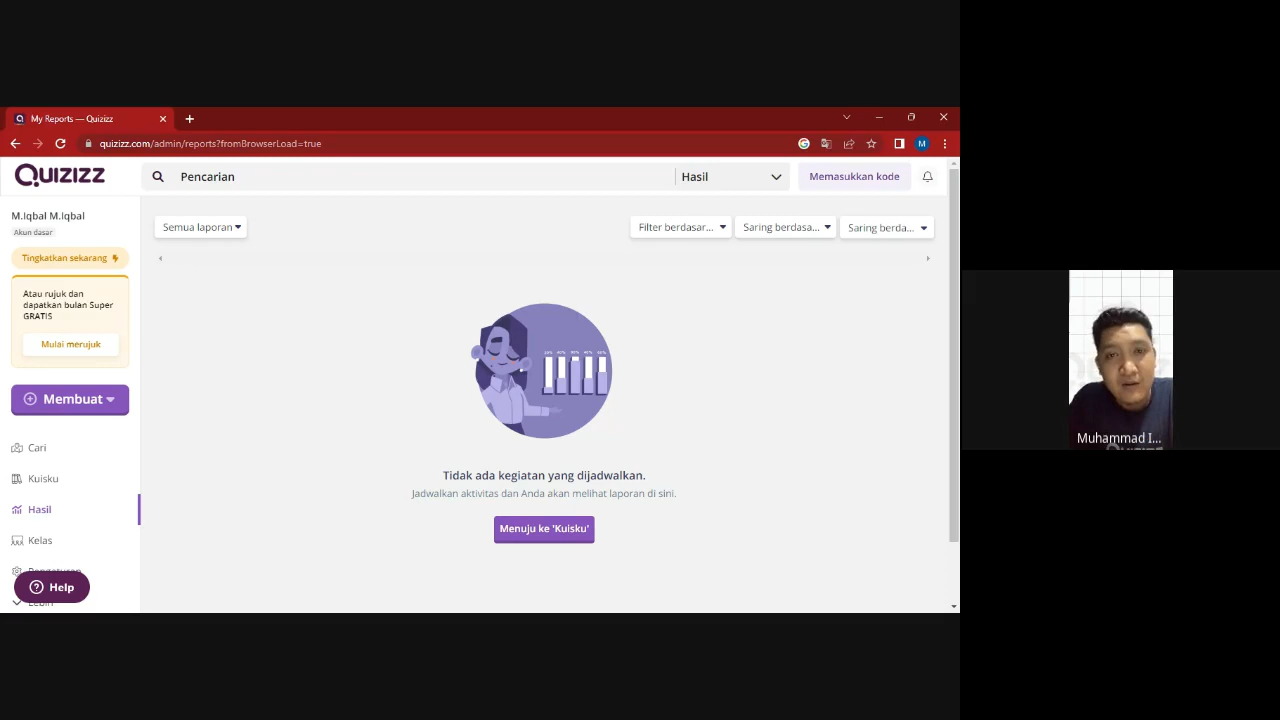 My Reports — Quizizz
quizizz.com/admin/reports?fromBrowserLoad=true
M
QUIZIZZ
Pencarian
Hasil
Memasukkan kode
M.Iqbal M.Iqbal
Akun dasar
Tingkatkan sekarang
Atau rujuk dan
dapatkan bulan Super
GRATIS
Mulai merujuk
Membuat
Cari
Kuisku
Hasil
Kelas
Pengaturan
Help
Lebih
Semua laporan
Filter berdasar...
Saring berdasa...
Saring berda...
Tidak ada kegiatan yang dijadwalkan.
Jadwalkan aktivitas dan Anda akan melihat laporan di sini.
Menuju ke 'Kuisku'
Muhammad I...